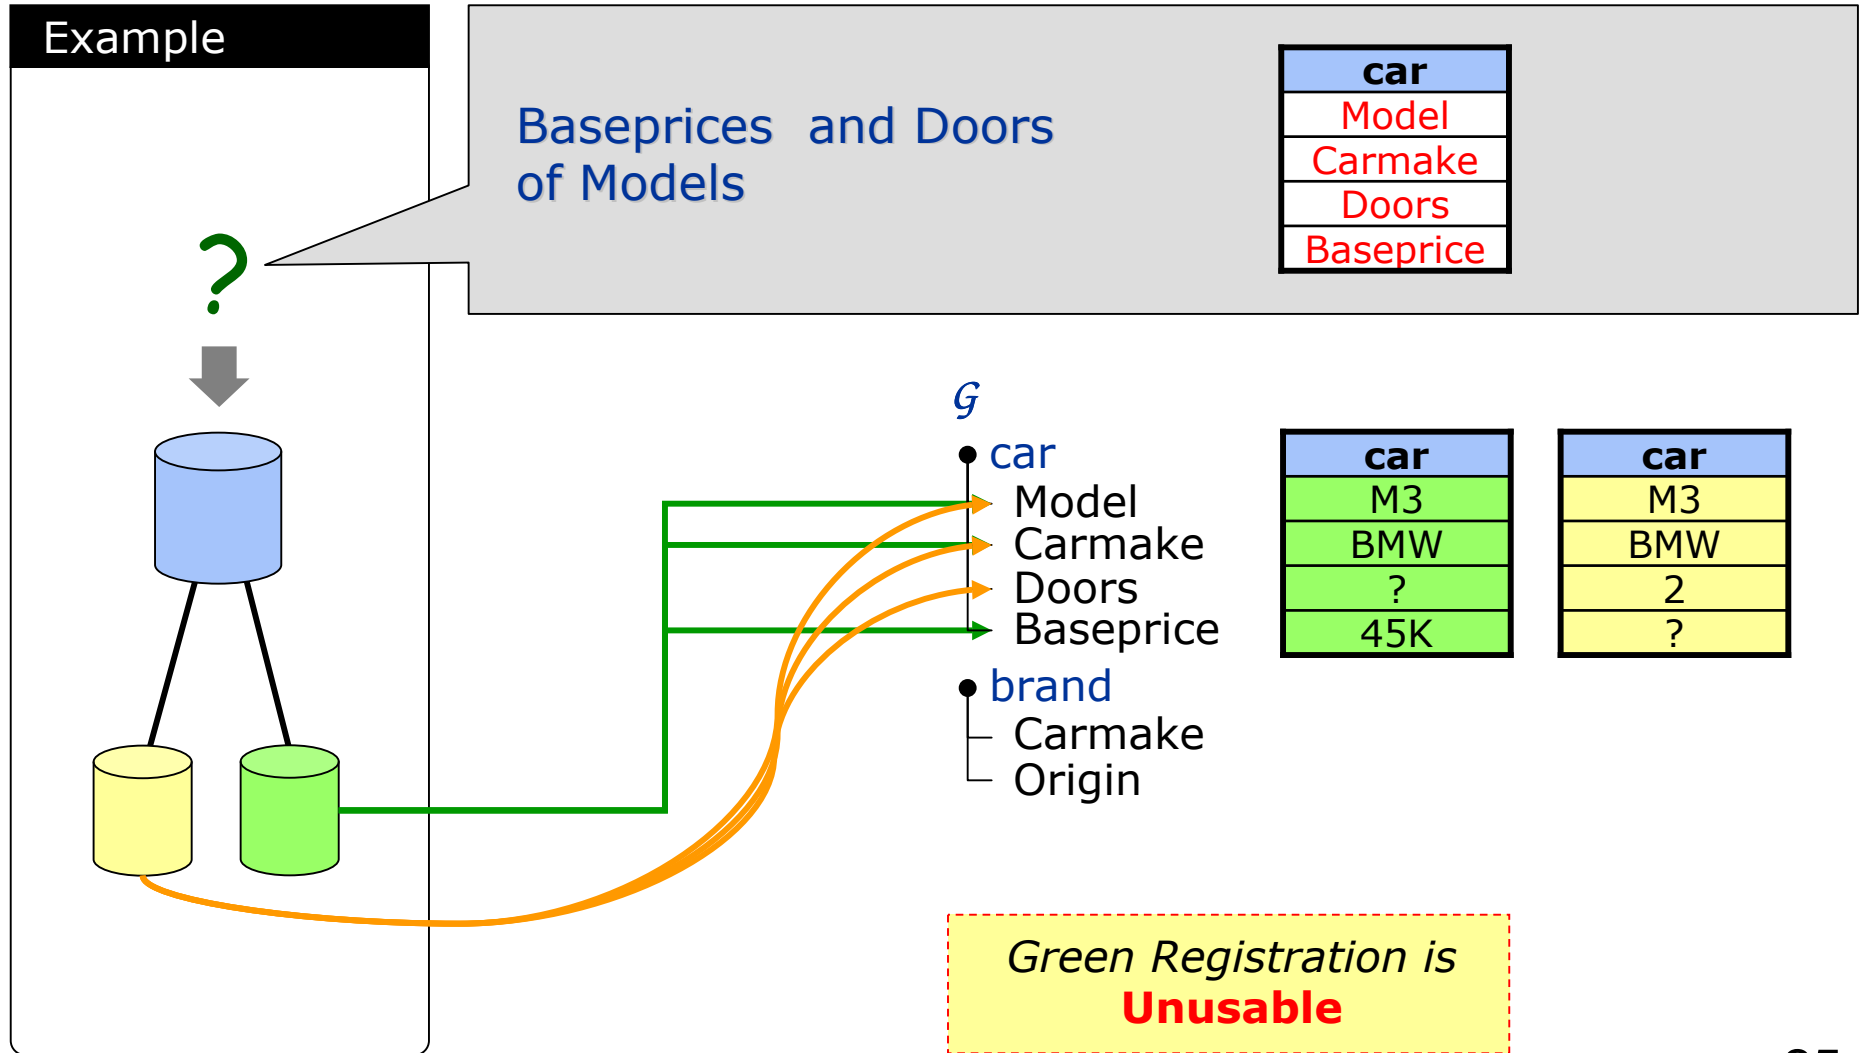 Example
Baseprices and Doors
of Models
car
Model
Carmake
Doors
Baseprice
?
G
car
Model
Carmake
Doors
Baseprice
brand
Carmake
Origin
car
M3
BMW
?
45K
car
M3
BMW
2
?
Green Registration is
Unusable